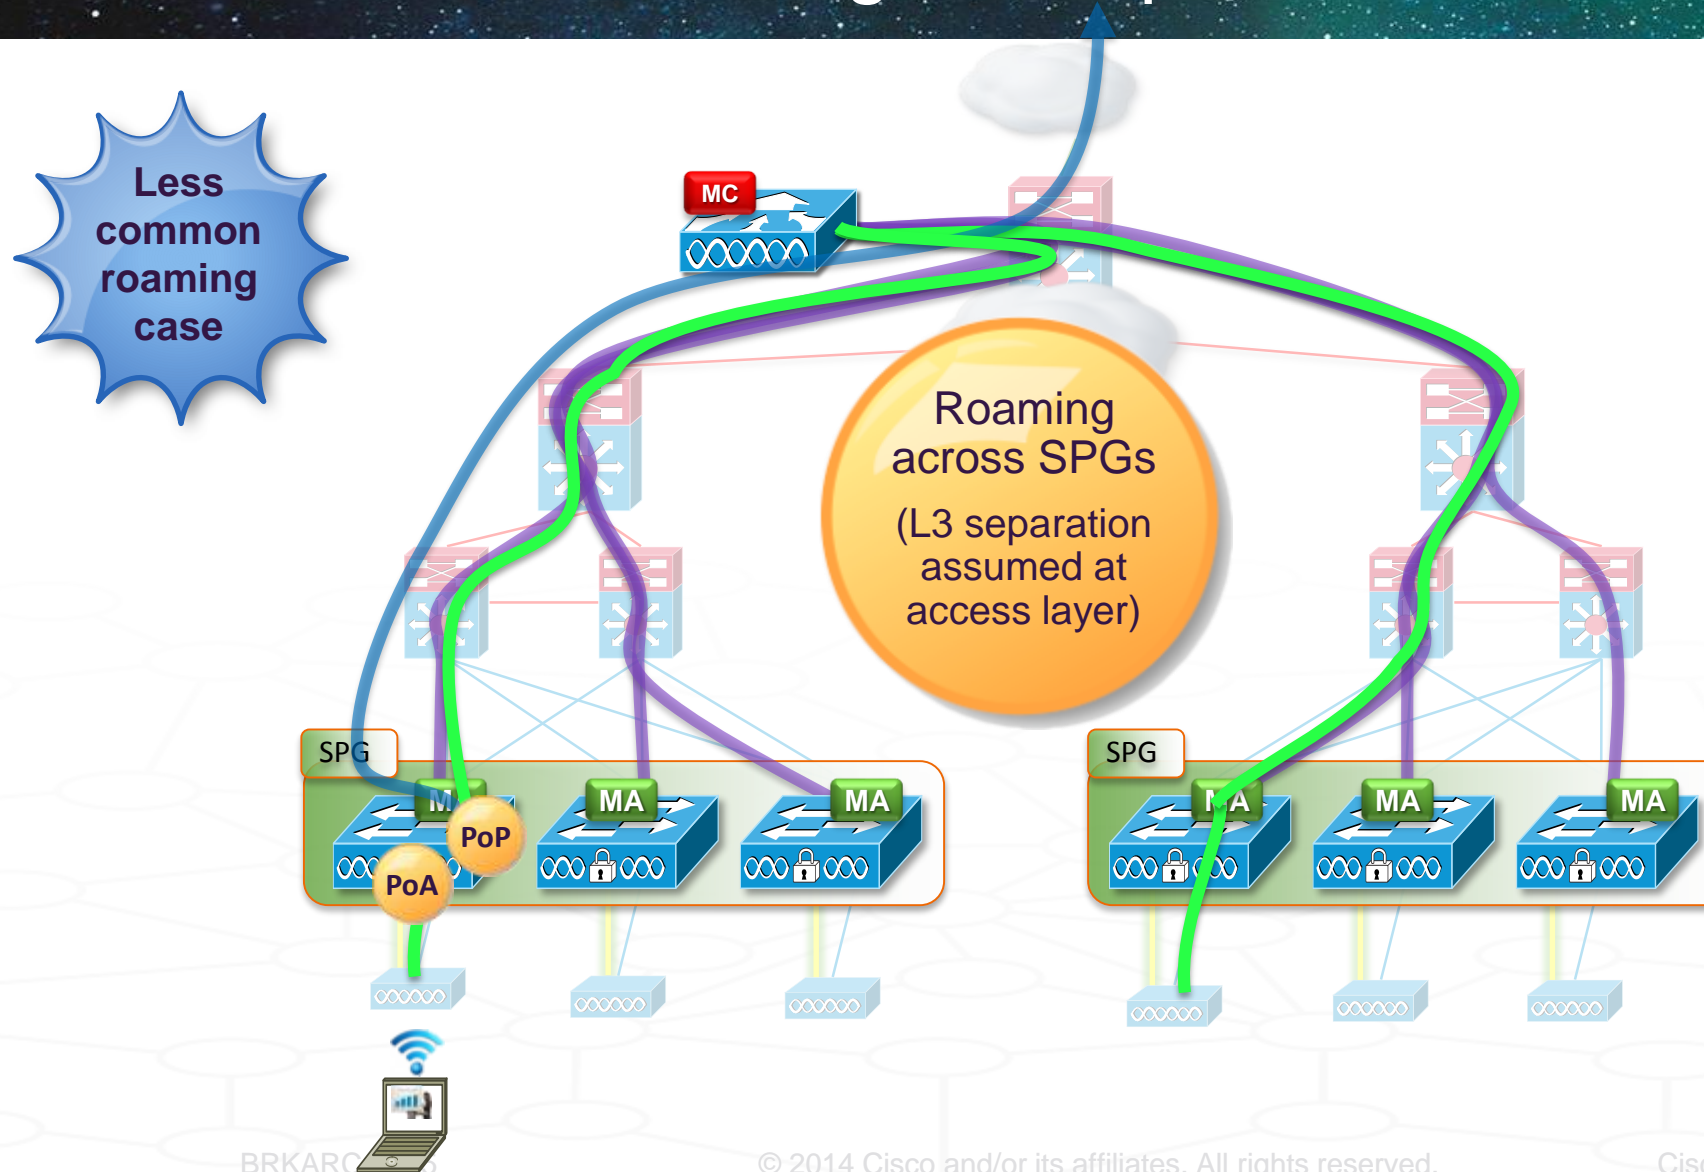 Less
common
roaming
case
MC
Roaming
across SPGs
(L3 separation
assumed at
access layer)
SPG
SPG
MA
MA
MA
MA
MA
PoP
PoA
© 2014 Cisco and/or its affiliates. All rights reserved.